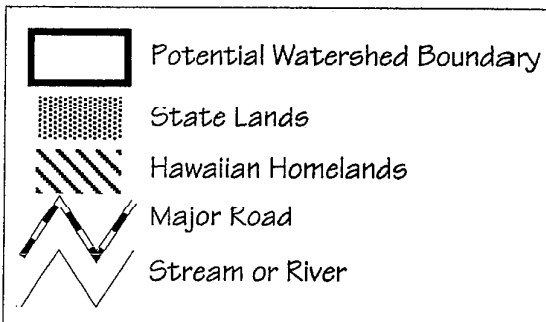 Potential Watershed Boundary
State Lands
Hawaiian Homelands
Major Road
Stream or River